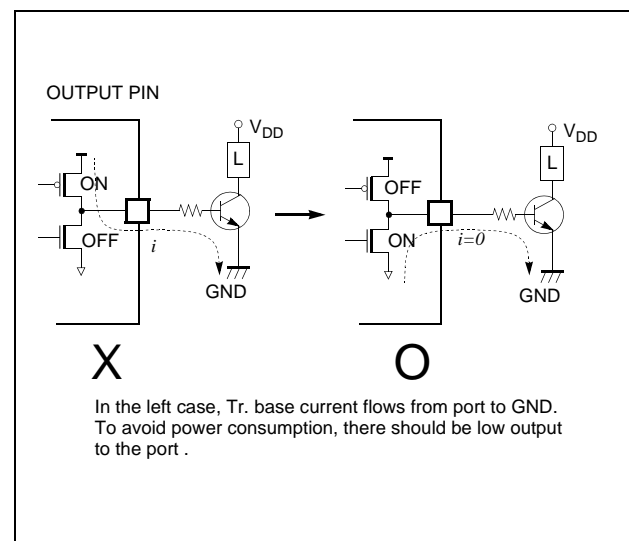 OUTPUT PIN
VDD
L
ON
OFF
i
GND
VDD
L
OFF
ON
i=0
GND
X
O
In the left case, Tr. base current flows from port to GND.
To avoid power consumption, there should be low output
to the port .